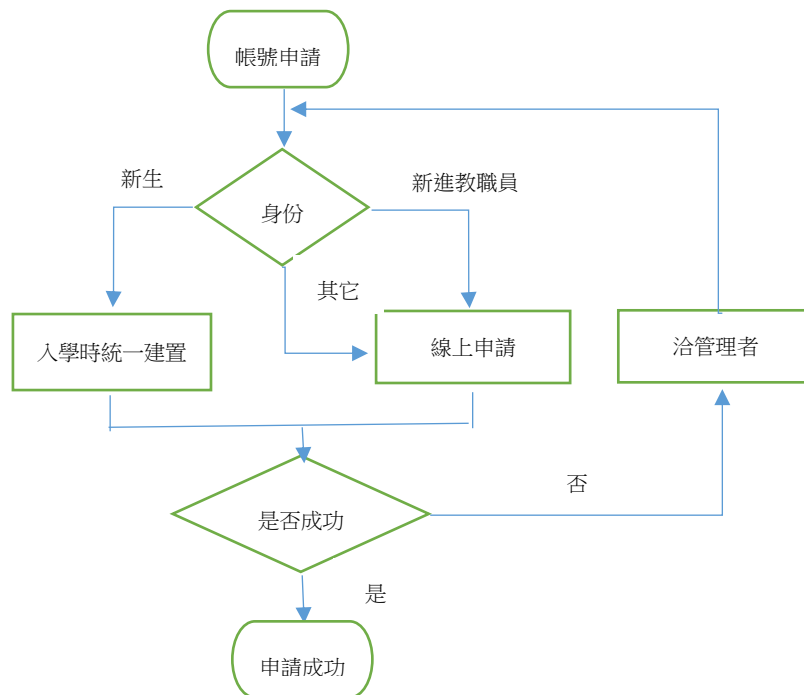 帳號申請
新生
新進教職員
身份
其它
入學時統一建置
線上申請
洽管理者
否
是否成功
是
申請成功